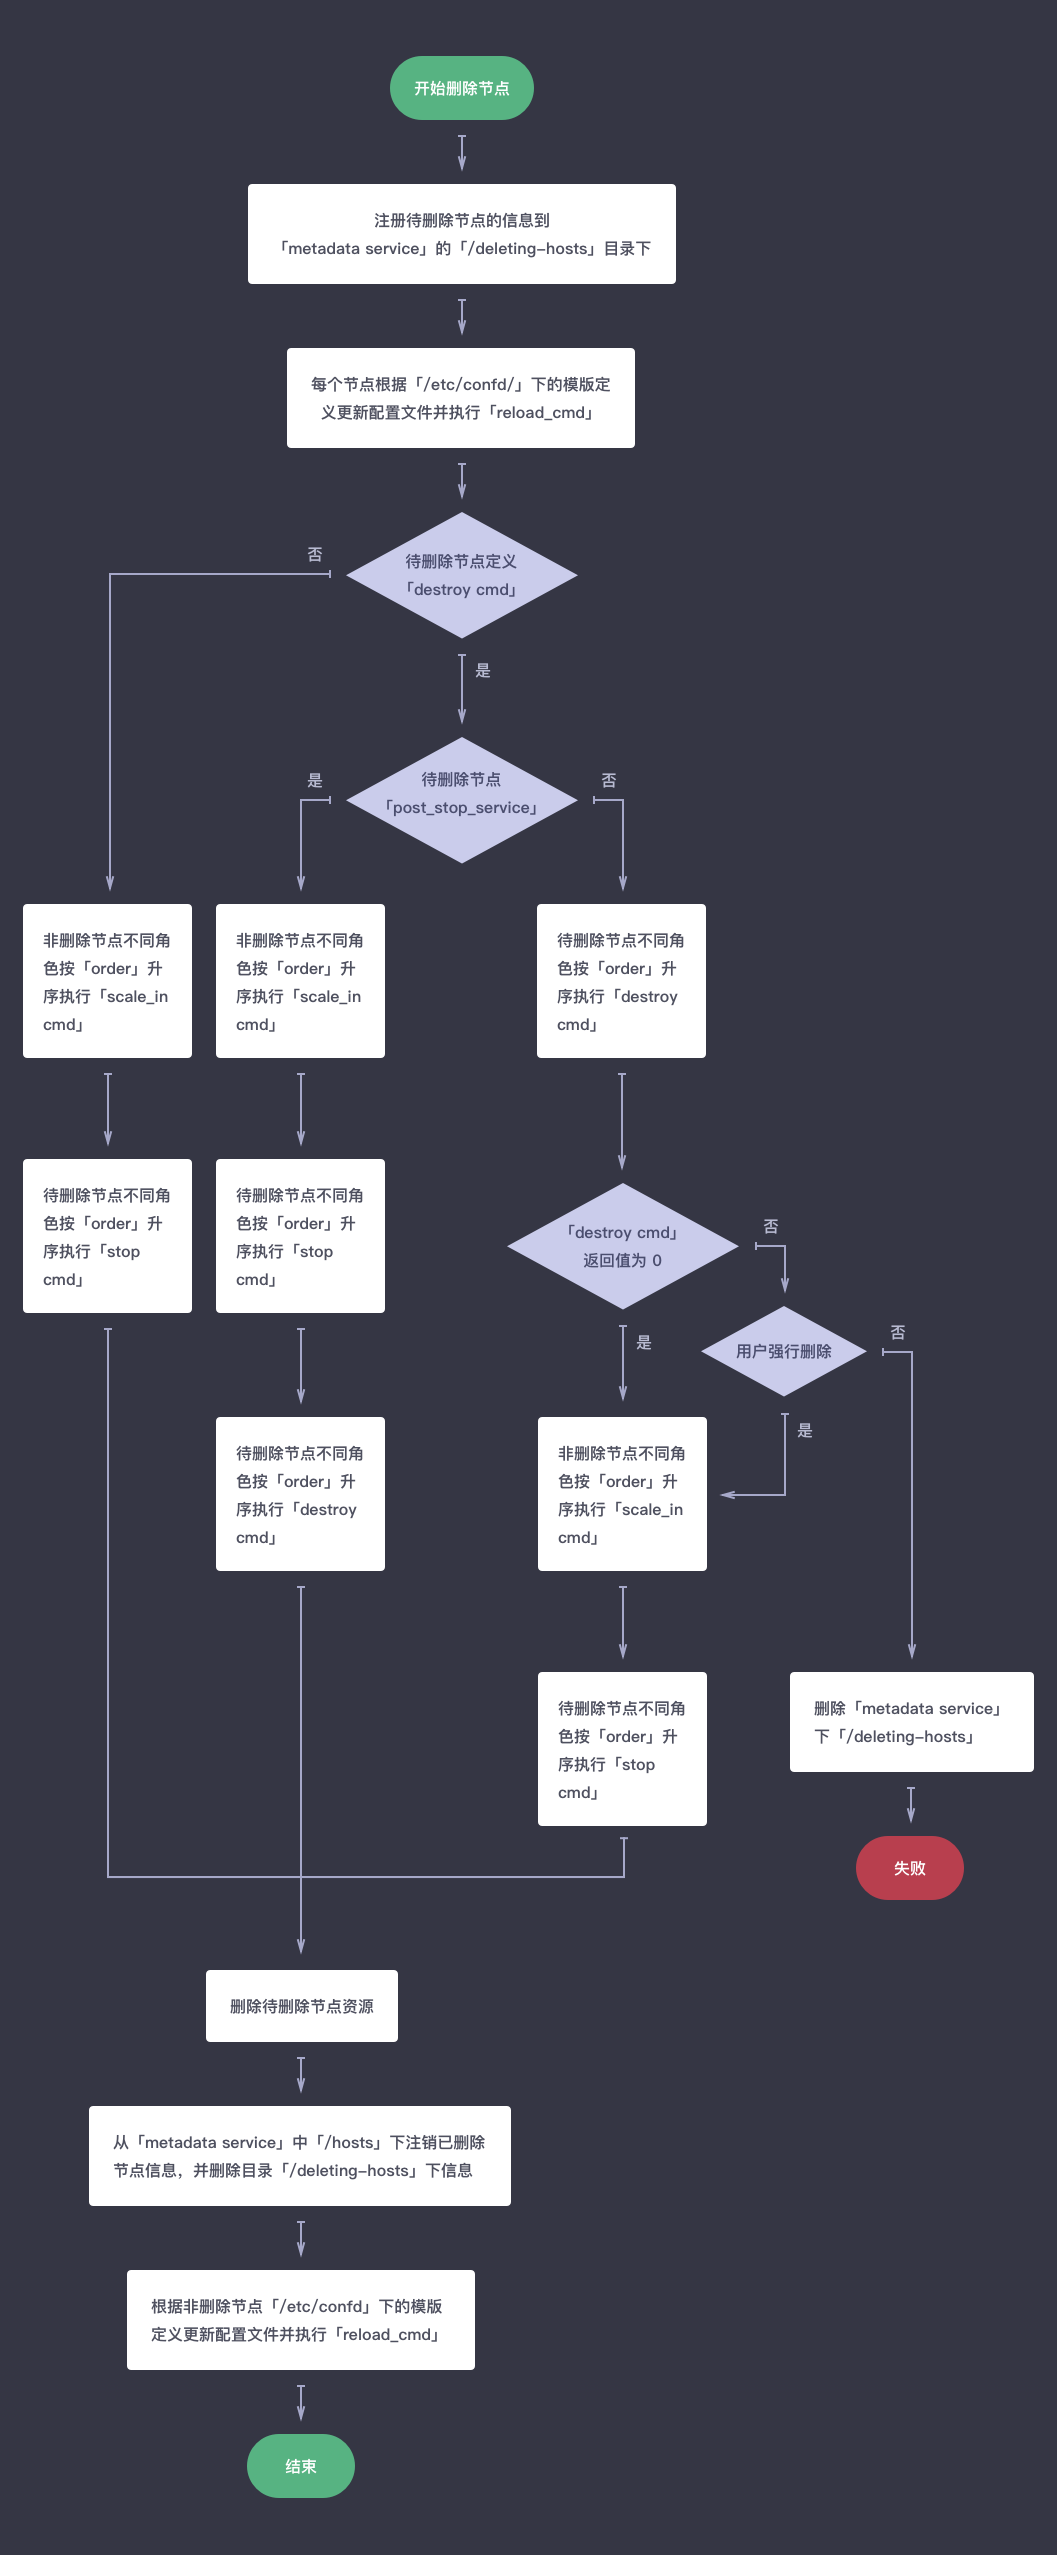 开始删除节点
注册待删除节点的信息到
「metadata service」的「/deleting-hosts」目录下
每个节点根据「/etc/confd/」下的模版定
义更新配置文件并执行「reload_cmd」
待删除节点定义
「destroy cmd」
否
是
待删除节点
「post_stop_service」
是
否
非删除节点不同角
色按「order」升
序执行「scale_in
cmd」
非删除节点不同角
色按「order」升
序执行「scale_in
cmd」
待删除节点不同角
色按「order」升
序执行「destroy
cmd」
待删除节点不同角
色按「order」升
序执行「stop
cmd」
待删除节点不同角
色按「order」升
序执行「stop
cmd」
「destroy cmd」
返回值为 0
否
是
用户强行删除
否
是
待删除节点不同角
色按「order」升
序执行「destroy
cmd」
非删除节点不同角
色按「order」升
序执行「scale_in
cmd」
待删除节点不同角
色按「order」升
序执行「stop
cmd」
删除「metadata service」
下「/deleting-hosts」
失败
删除待删除节点资源
从「metadata service」中「/hosts」下注销已删除
节点信息，并删除目录「/deleting-hosts」下信息
根据非删除节点「/etc/confd」下的模版
定义更新配置文件并执行「reload_cmd」
结束